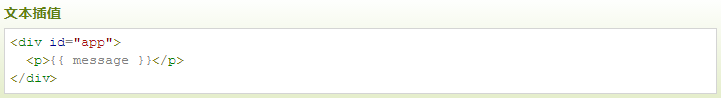 文本插值
<div id="app">
  <p>{{ message }}</p>
</div>